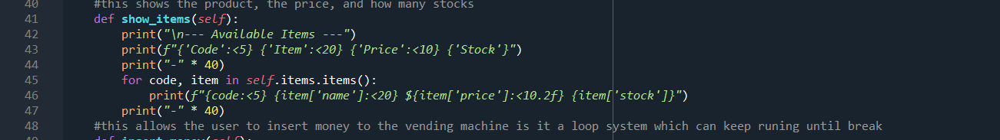 40 #this shows the product, the price, and how many stocks
41 def show_items(self):
42 print("\n--- Available Items ---")
43 print(f"{'Code':<5} {'Item':<20} {'Price':<10} {'Stock'}")
44 print("-" * 40)
45 for code, item in self.items.items():
46 print(f"{code:<5} {item['name']:<20} ${item['price']:<10.2f} {item['stock']}")
47 print("-" * 40)
48 #this allows the user to insert money to the vending machine is it a loop system which can keep runing until break
49 def insert_money(self):